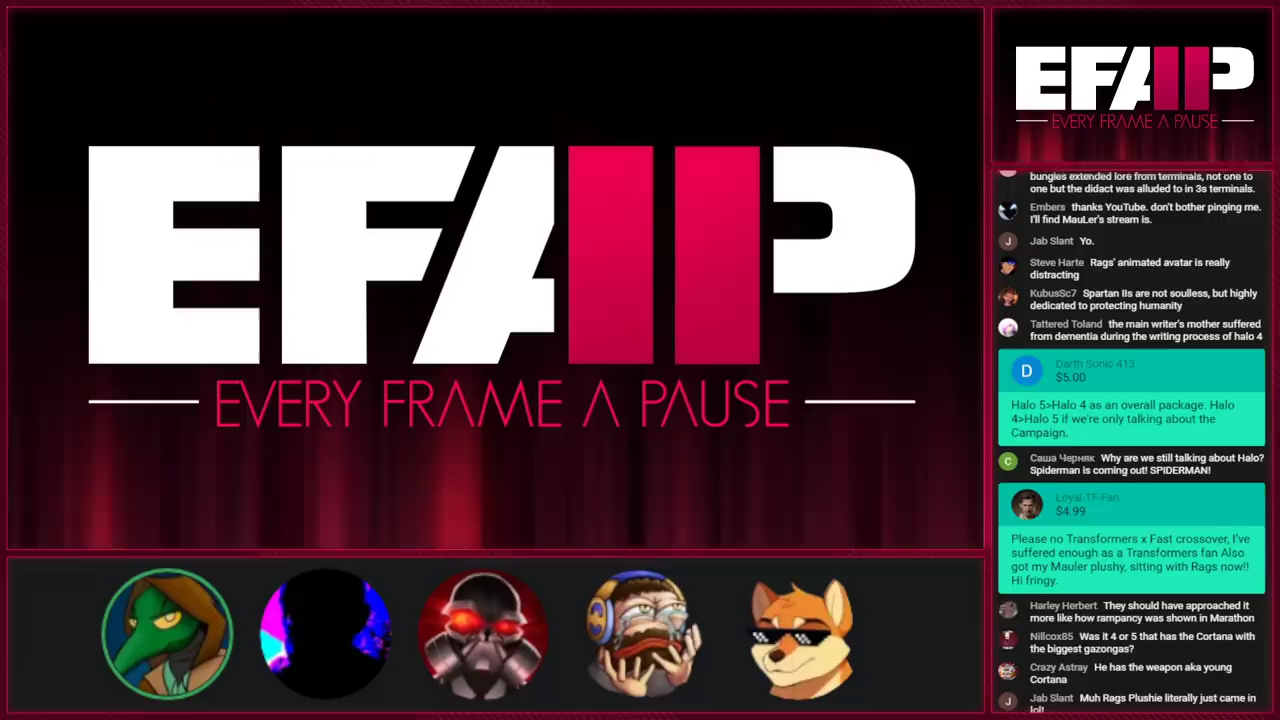 EFAP
EVERY FRAME A PAUSE
EFAP
EVERY FRAME A PAUSE
bungies extended lore from terminals, not one to
one but the didact was alluded to in 3s terminals.
Embers thanks YouTube. don't bother pinging me.
I'll find MauLer's stream is.
J
Jab Slant Yo.
Steve Harte Rags' animated avatar is really
distracting
KubusSc7 Spartan IIs are not soulless, but highly
dedicated to protecting humanity
Tattered Toland the main writer's mother suffered
from dementia during the writing process of halo 4
D
Darth Sonic 413
$5.00
Halo 5>Halo 4 as an overall package. Halo
4>Halo 5 if we're only talking about the
Campaign.
C
Саша Черняк Why are we still talking about Halo?
Spiderman is coming out! SPIDERMAN!
Loyal-TF-Fan
$4.99
Please no Transformers x Fast crossover, I've
suffered enough as a Transformers fan Also
got my Mauler plushy, sitting with Rags now!!
Hi fringy.
Harley Herbert They should have approached it
more like how rampancy was shown in Marathon
Nillcox85 Was it 4 or 5 that has the Cortana with
the biggest gazongas?
Crazy Astray He has the weapon aka young
Cortana
J
Jab Slant Muh Rags Plushie literally just came in
lol!